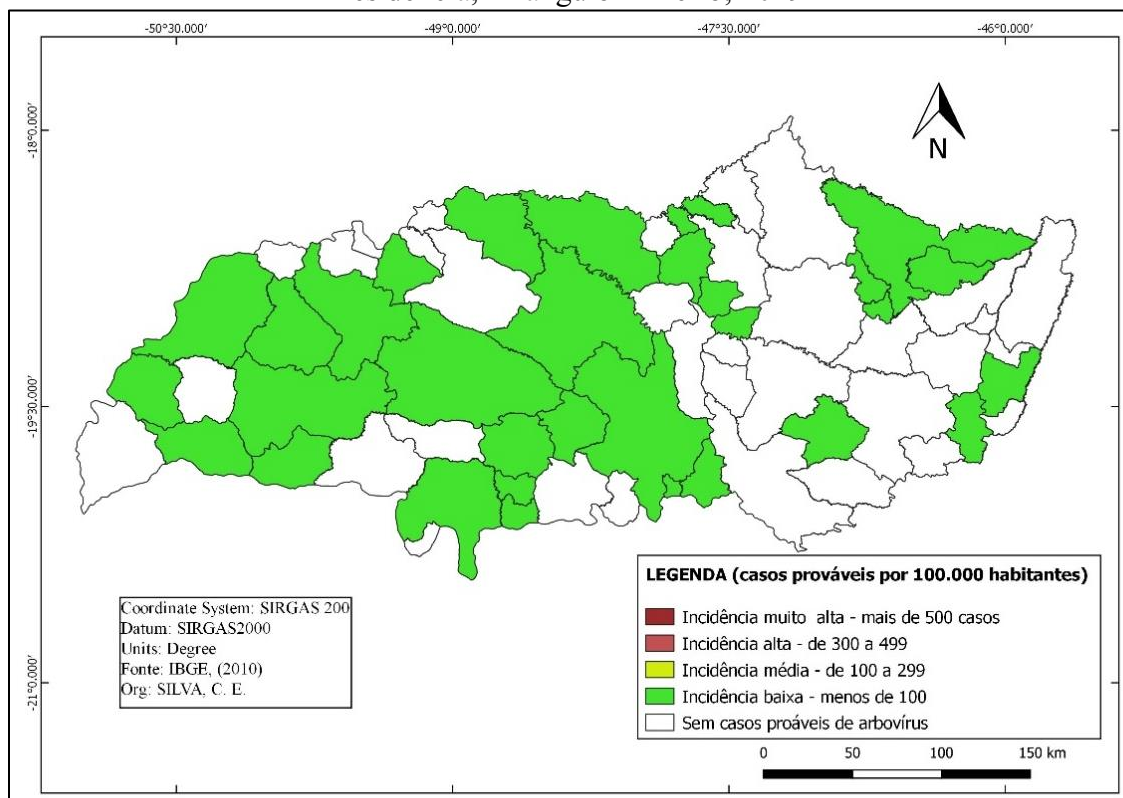 -50°30.000' -49°0.000' -47°30.000' -46°0.000'
-18°0.000'
N
-19°30.000'
LEGENDA (casos prováveis por 100.000 habitantes)
Incidência muito alta - mais de 500 casos
Incidência alta - de 300 a 499
Incidência média - de 100 a 299
Incidência baixa - menos de 100
Sem casos proáveis de arbovírus
Coordinate System: SIRGAS 200
Datum: SIRGAS2000
Units: Degree
Fonte: IBGE, (2010)
Org: SILVA, C. E.
-21°0.000'
0 50 100 150 km